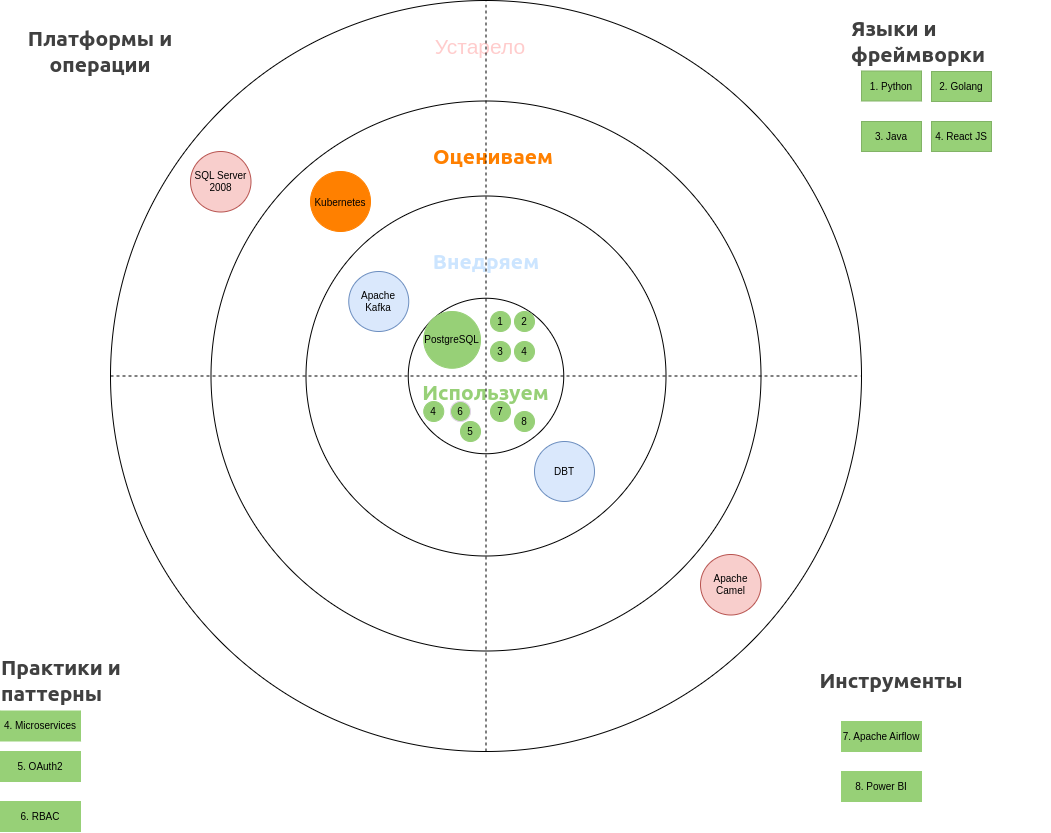 Платформы и
операции
Устарело
Языки и
фреймворки
1. Python
2. Golang
3. Java
4. React JS
Оцениваем
SQL Server
2008
Kubernetes
Внедряем
Apache
Kafka
PostgreSQL
1
2
3
4
Используем
4
6
7
5
8
DBT
Apache
Camel
Практики и
паттерны
4. Microservices
5. OAuth2
6. RBAC
Инструменты
7. Apache Airflow
8. Power BI